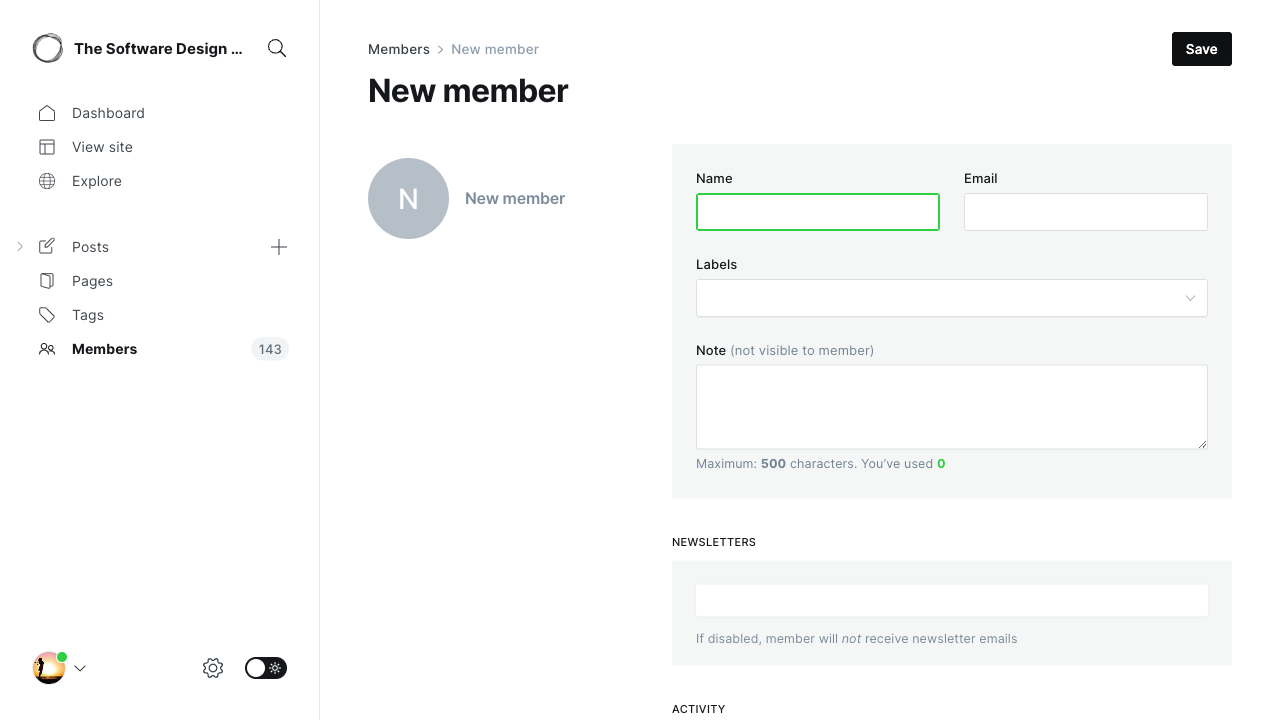 The Software Design ...
Dashboard
View site
Explore
Posts
Pages
Tags
Members
143
Members
New member
Save
New member
N
New member
Name
Email
Labels
Note (not visible to member)
Maximum: 500 characters. You've used 0
NEWSLETTERS
If disabled, member will not receive newsletter emails
ACTIVITY